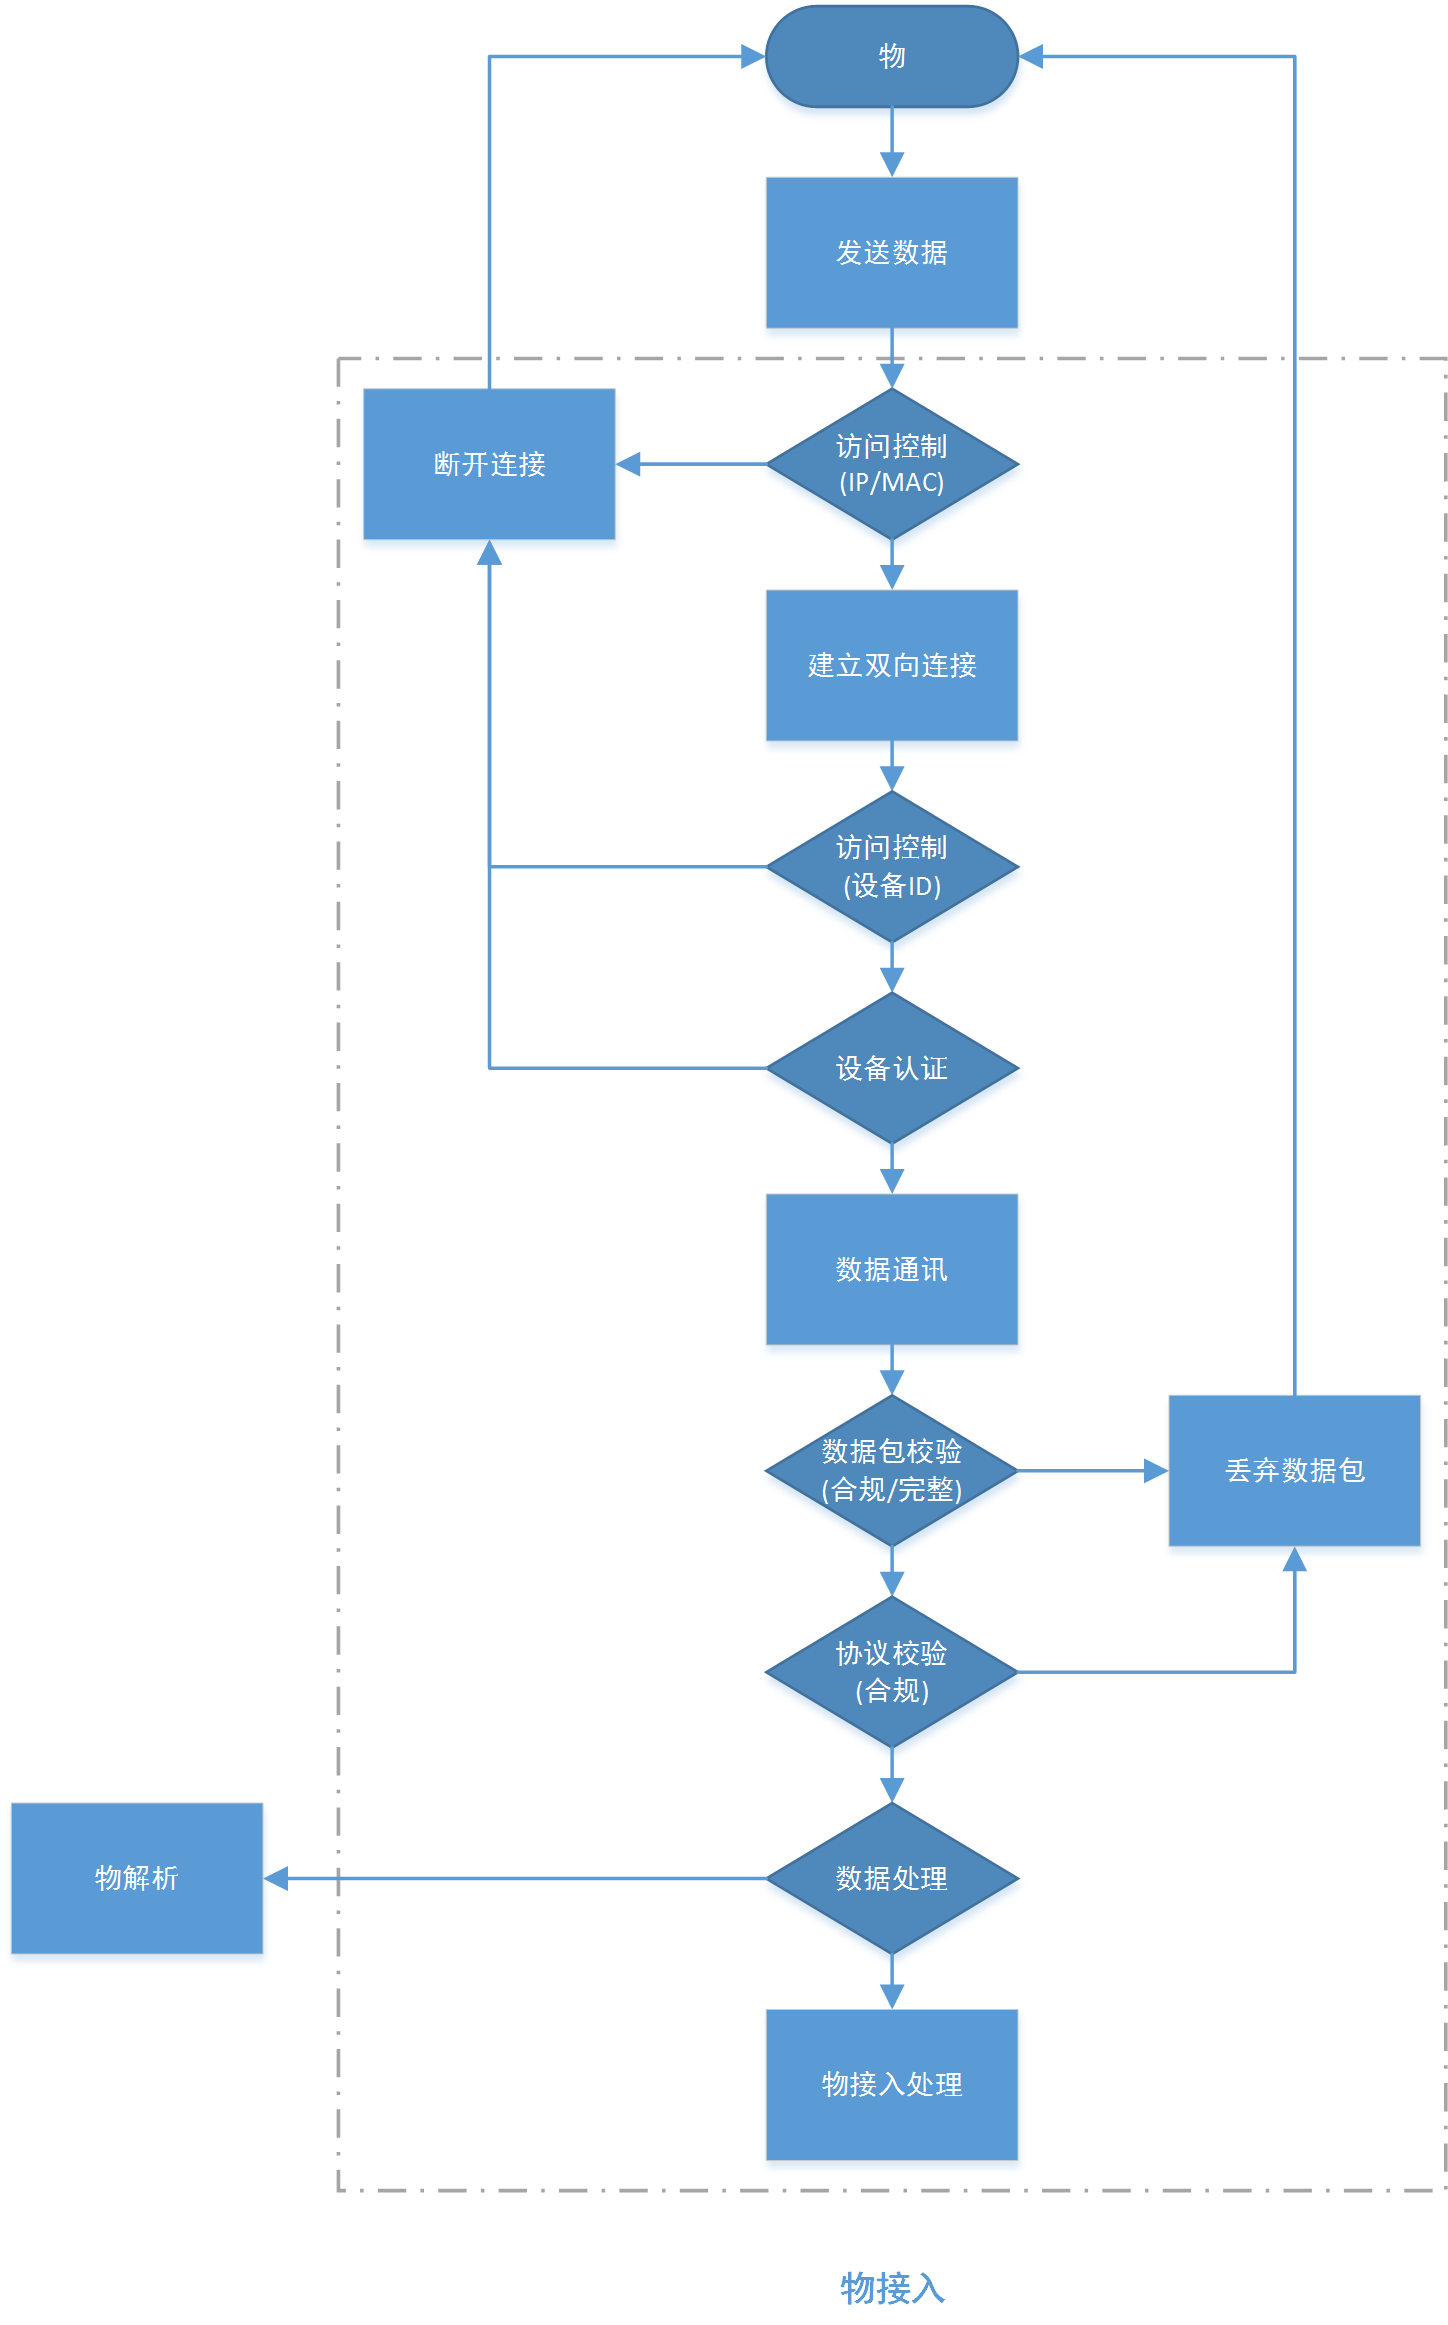 物
发送数据
断开连接
访问控制
(IP/MAC)
建立双向连接
访问控制
(设备ID)
设备认证
数据通讯
数据包校验
(合规/完整)
丢弃数据包
协议校验
(合规)
物解析
数据处理
物接入处理
物接入